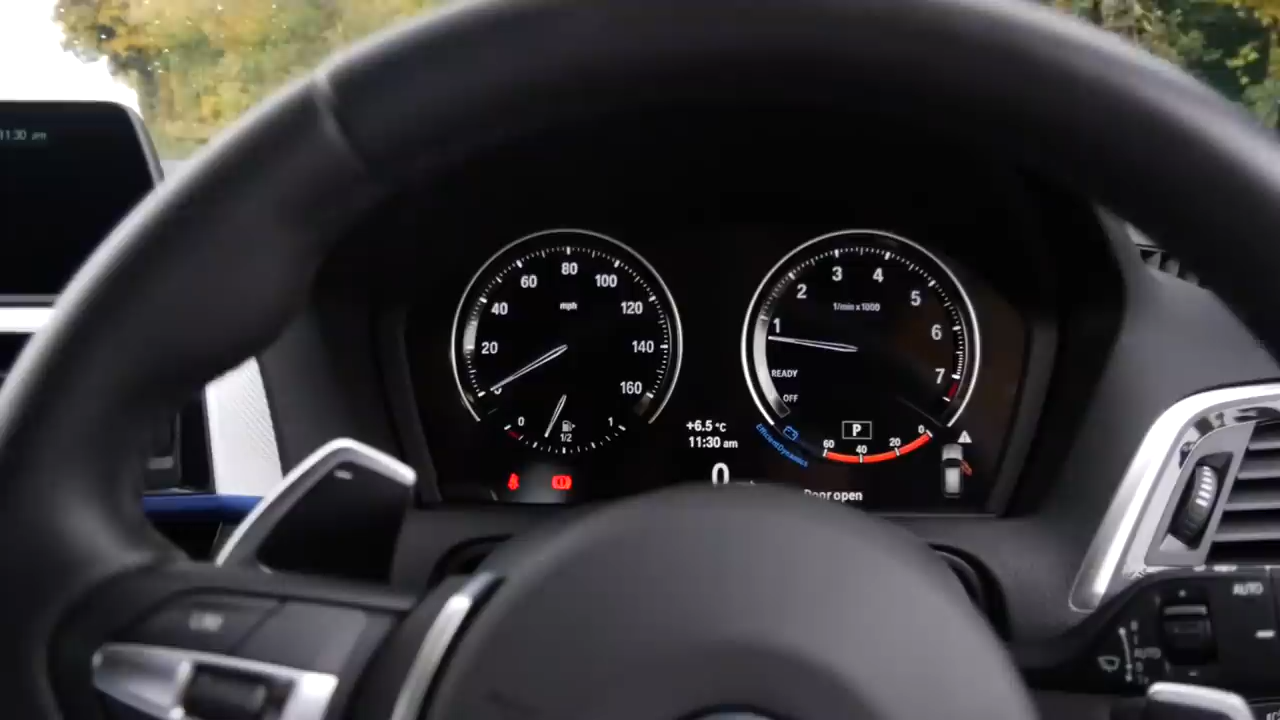 11:30 am
80
60
100
40
mph
120
20
140
0
160
0
1/2
1
3
4
2
5
1/min x 1000
1
6
READY
7
OFF
+6.5 °C
11:30 am
P
EfficientDynamics
60
40
20
0
0
Door open
AUTO
AUTO